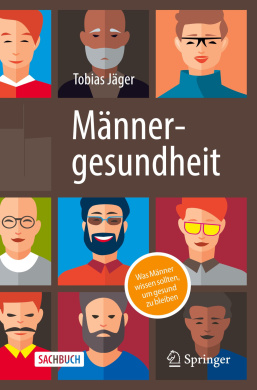 Tobias Jäger
Männer-
gesundheit
Was Männer
wissen sollten,
um gesund
zu bleiben
SACHBUCH
Springer